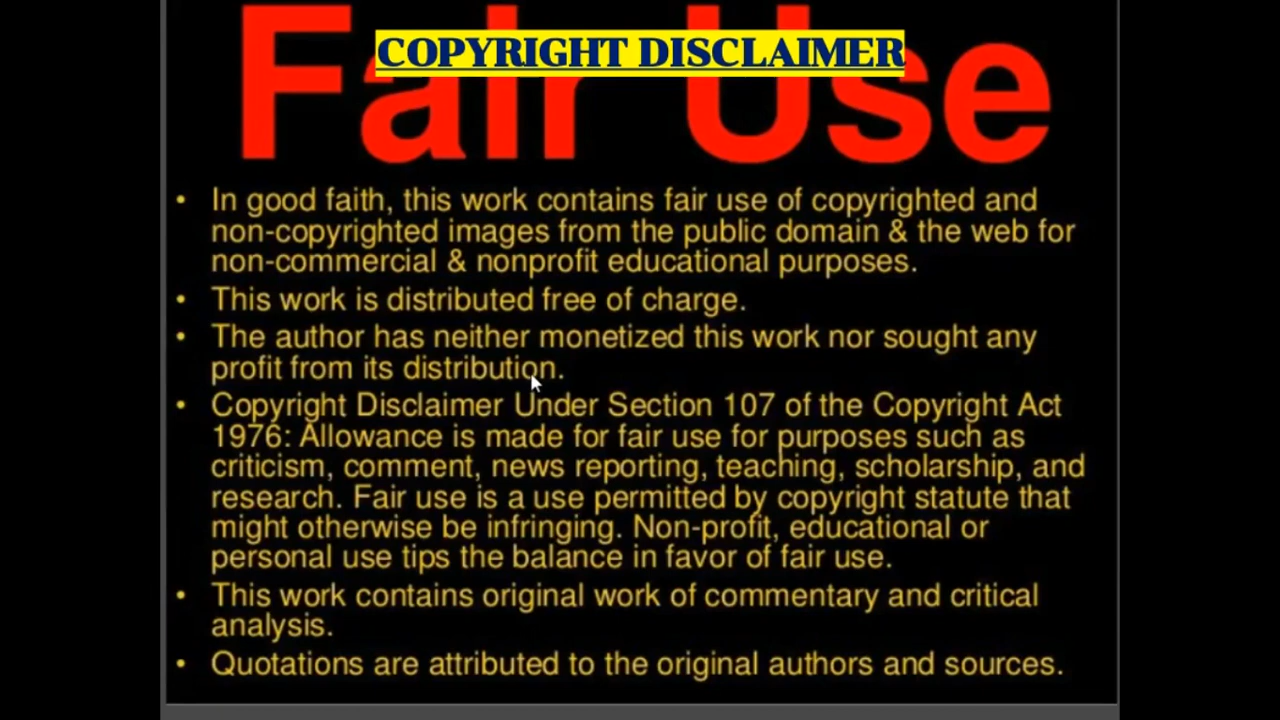 Fair Use
COPYRIGHT DISCLAIMER
• In good faith, this work contains fair use of copyrighted and
non-copyrighted images from the public domain & the web for
non-commercial & nonprofit educational purposes.
• This work is distributed free of charge.
• The author has neither monetized this work nor sought any
profit from its distribution.
• Copyright Disclaimer Under Section 107 of the Copyright Act
1976: Allowance is made for fair use for purposes such as
criticism, comment, news reporting, teaching, scholarship, and
research. Fair use is a use permitted by copyright statute that
might otherwise be infringing. Non-profit, educational or
personal use tips the balance in favor of fair use.
• This work contains original work of commentary and critical
analysis.
• Quotations are attributed to the original authors and sources.